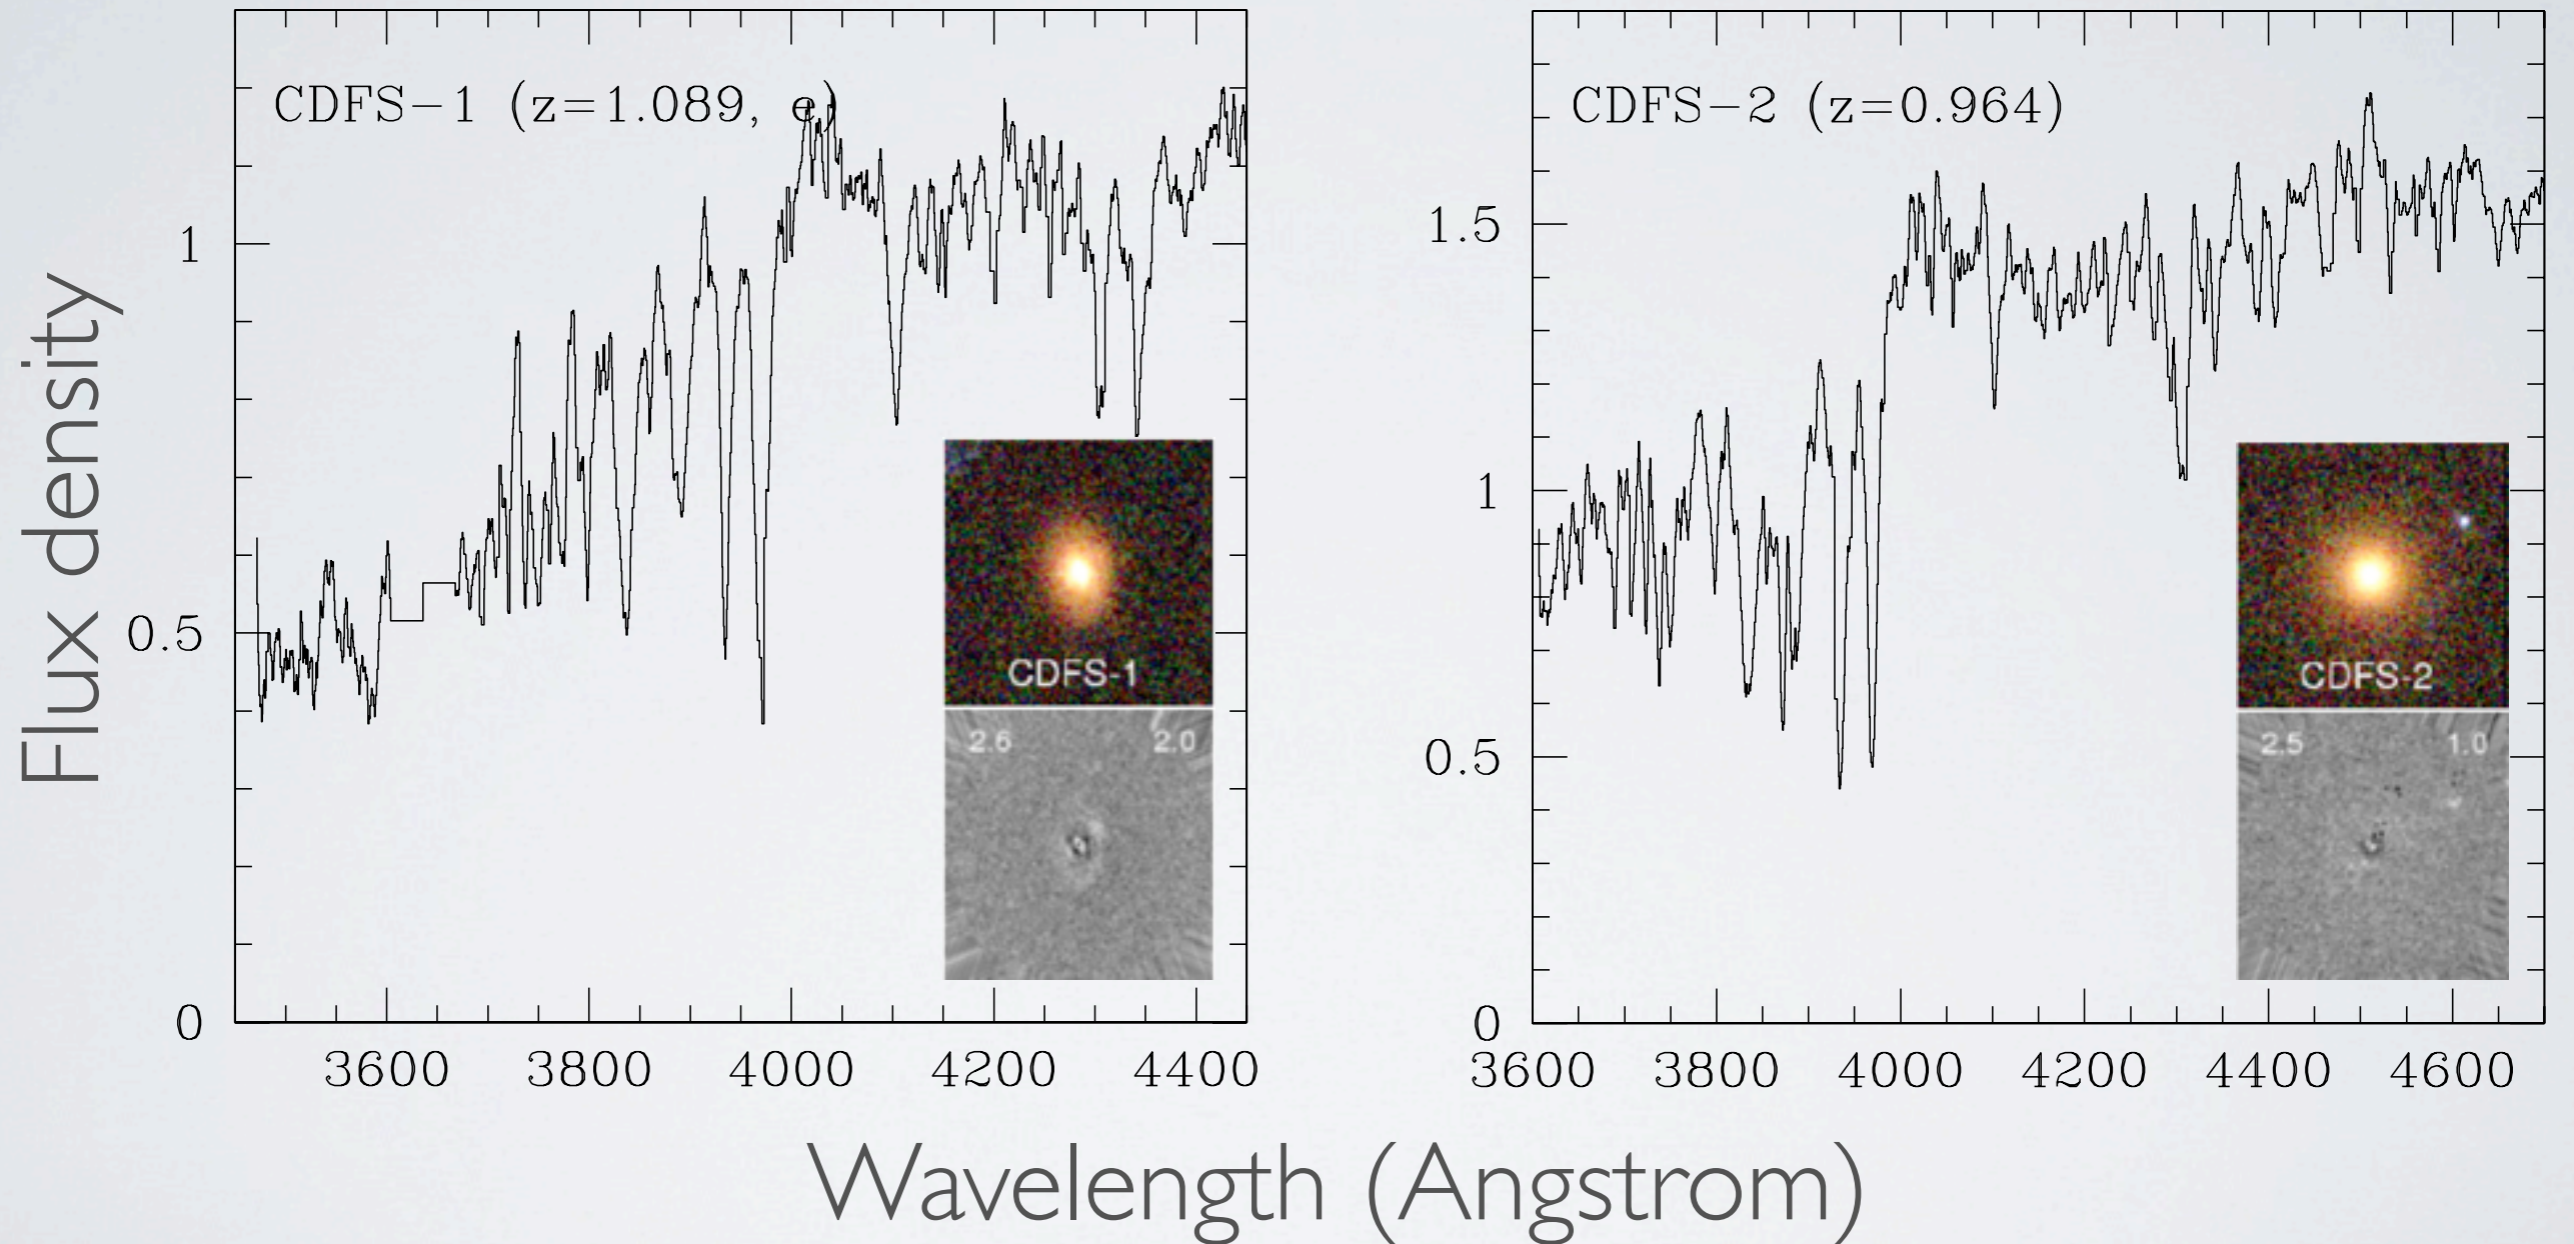 CDFS-1 (z=1.089, e)
CDFS-2 (z=0.964)
Flux density
1
0.5
0
1.5
1
0.5
0
CDFS-1
2.6 2.0
CDFS-2
2.5 1.0
3600 3800 4000 4200 4400
3600 3800 4000 4200 4400 4600
Wavelength (Angstrom)